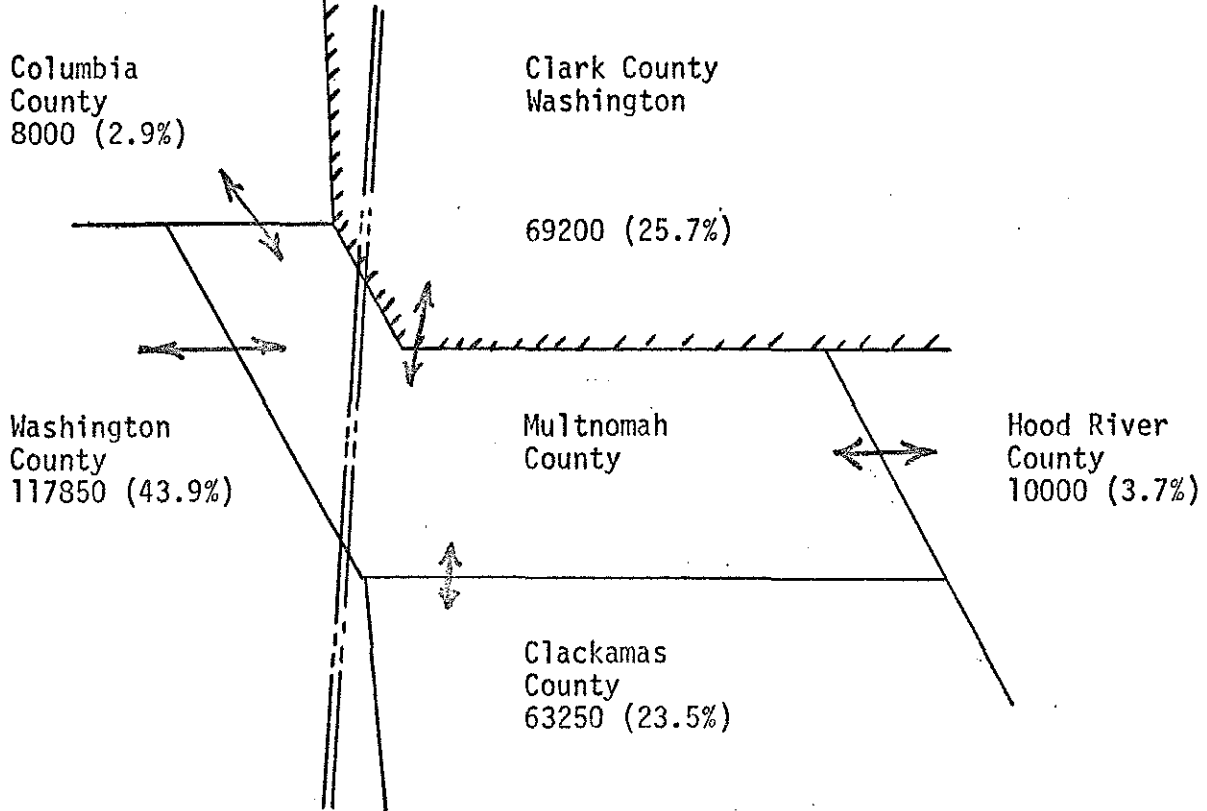 Columbia
County
8000 (2.9%)
Clark County
Washington
69200 (25.7%)
Washington
County
117850 (43.9%)
Multnomah
County
Hood River
County
10000 (3.7%)
Clackamas
County
63250 (23.5%)